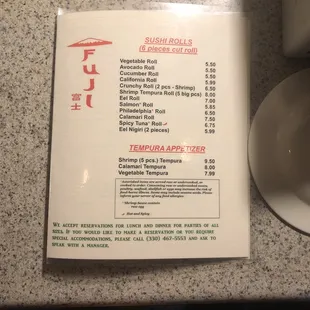 FUJI
富士
SUSHI ROLLS
(6 pieces cut roll)
Vegetable Roll 5.50
Avocado Roll 5.50
Cucumber Roll 5.50
California Roll 5.99
Crunchy Roll (2 pcs - Shrimp) 6.50
Shrimp Tempura Roll (5 big pcs) 8.00
Eel Roll 7.00
Salmon* Roll 5.65
Philadelphia* Roll 6.75
Calamari Roll 7.50
Spicy Tuna* Roll 6.75
Eel Nigiri (2 pieces) 5.99
TEMPURA APPETIZER
Shrimp (5 pcs.) Tempura 9.50
Calamari Tempura 8.00
Vegetable Tempura 7.99
We accept reservations for lunch and dinner for parties of all
sizes. If you would like to make a reservation or you require
special accommodations, please call (330) 467-5553 and ask to
speak with a manager.